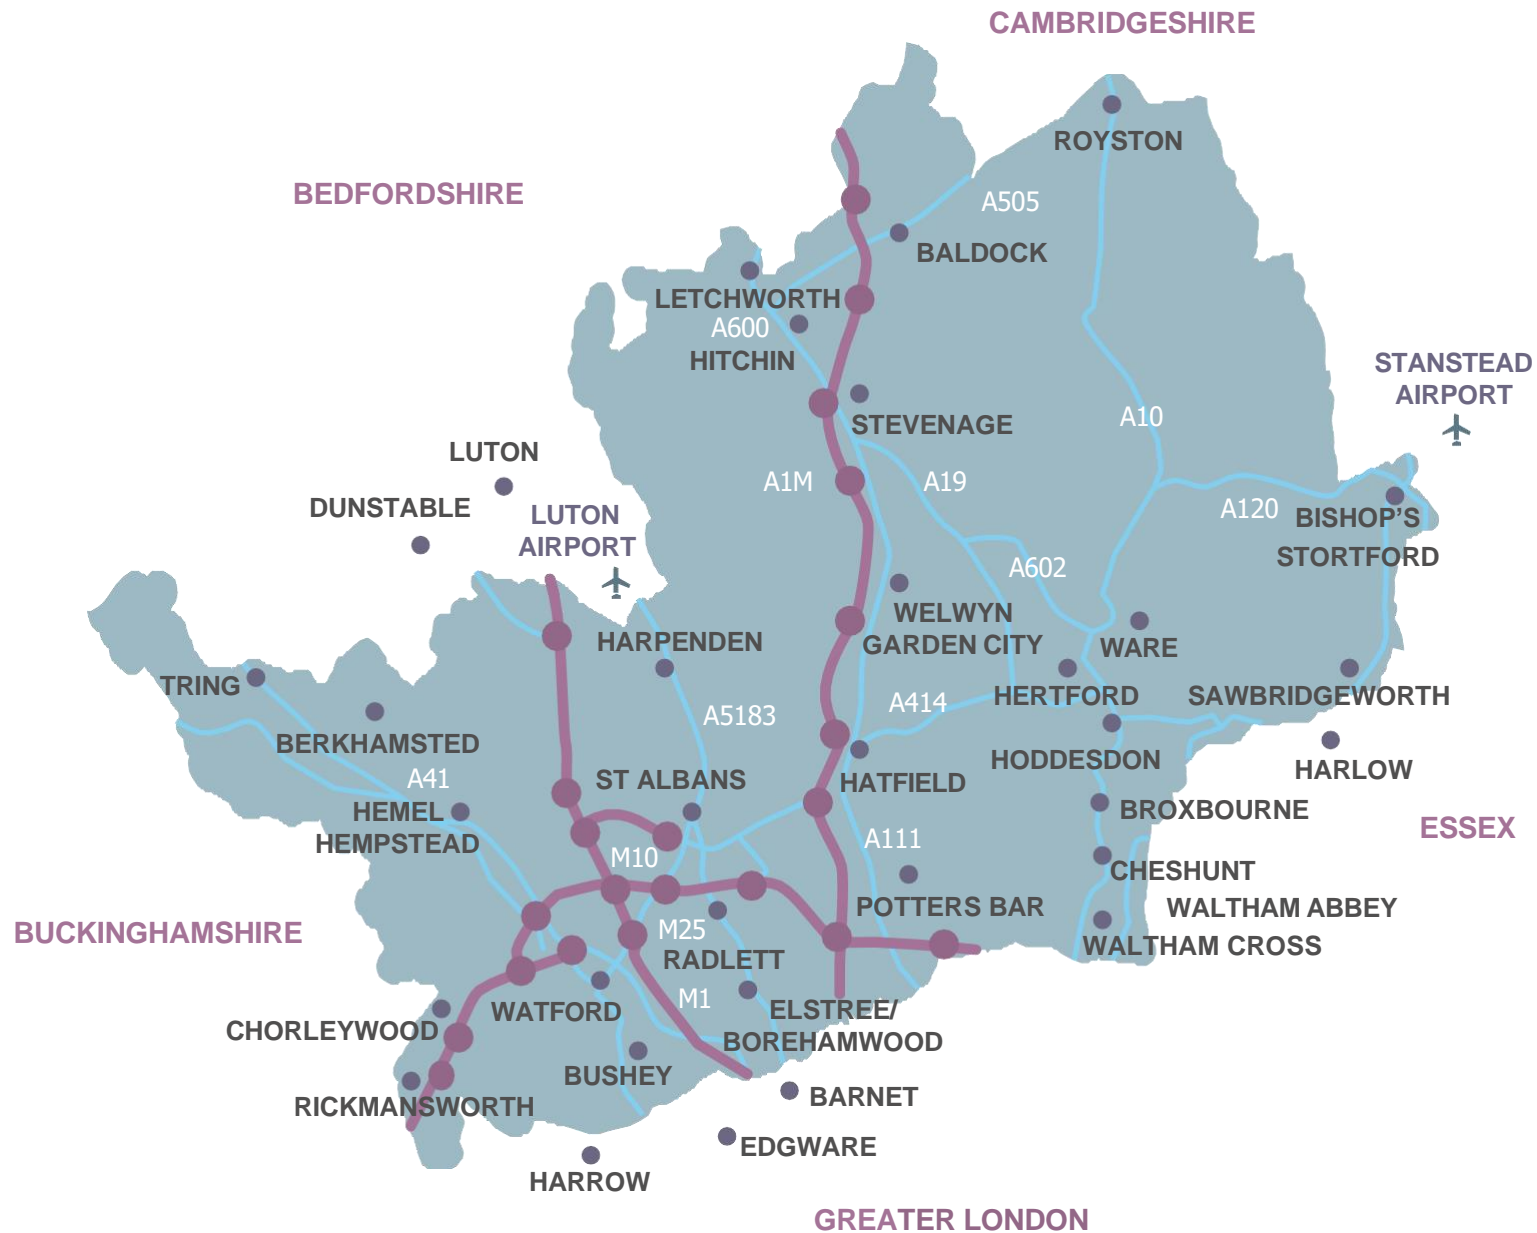 CAMBRIDGESHIRE
ROYSTON
BEDFORDSHIRE
A505
BALDOCK
LETCHWORTH
A600
HITCHIN
STANSTEAD
AIRPORT
STEVENAGE
A10
LUTON
A1M
A19
DUNSTABLE
A120
BISHOP'S
STORTFORD
LUTON
AIRPORT
A602
WELWYN
GARDEN CITY
HARPENDEN
WARE
TRING
HERTFORD
SAWBRIDGEWORTH
A414
A5183
BERKHAMSTED
HODDESDON
HARLOW
A41
ST ALBANS
HATFIELD
HEMEL
HEMPSTEAD
BROXBOURNE
ESSEX
A111
M10
CHESHUNT
POTTERS BAR
WALTHAM ABBEY
BUCKINGHAMSHIRE
M25
WALTHAM CROSS
RADLETT
M1
WATFORD
ELSTREE/
BOREHAMWOOD
CHORLEYWOOD
BUSHEY
BARNET
RICKMANSWORTH
EDGWARE
HARROW
GREATER LONDON